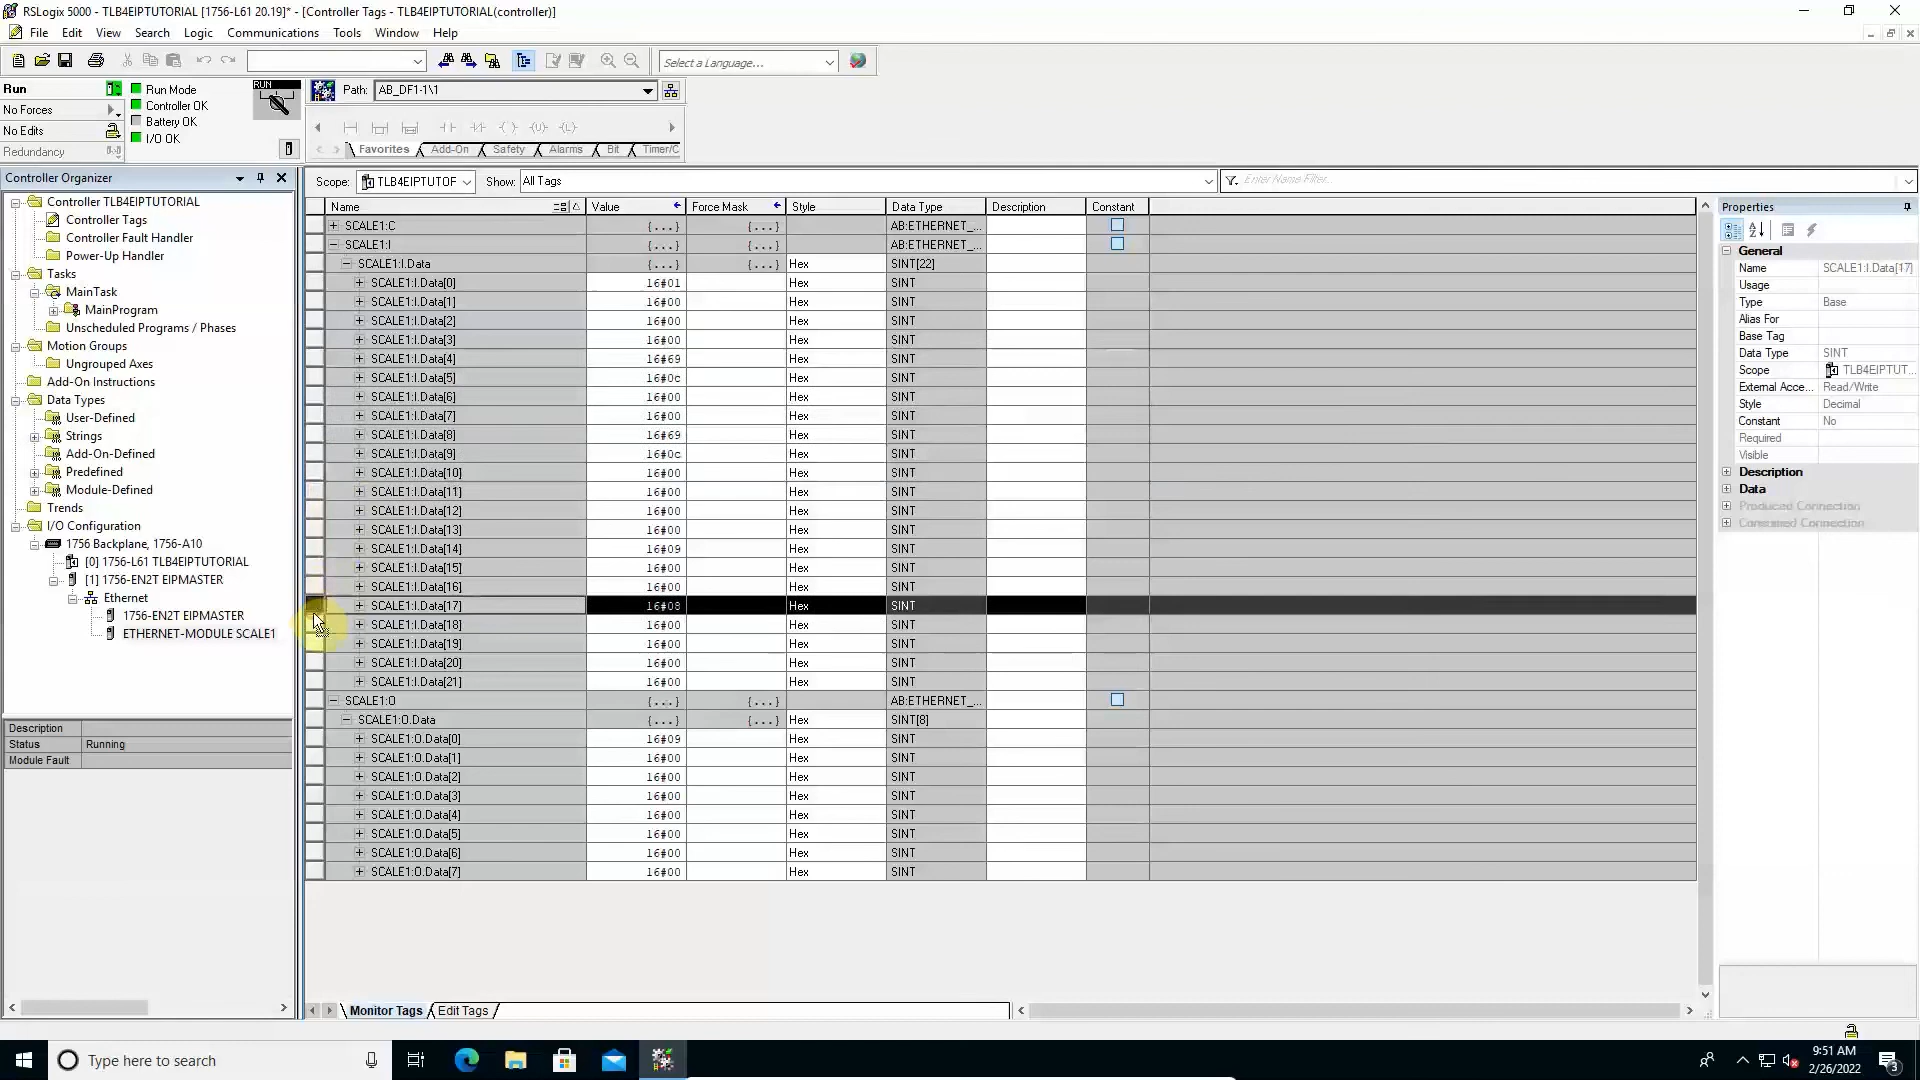 RSLogix 5000 - TLB4EIPTUTORIAL [1756-L61 20.19]* - [Controller Tags - TLB4EIPTUTORIAL(controller)]
File Edit View Search Logic Communications Tools Window Help
Select a Language...
Run
No Forces
No Edits
Redundancy
Run Mode
Controller OK
Battery OK
I/O OK
RUN
Path: AB_DF1-1\1
Favorites Add-On Safety Alarms Bit Timer/C
Controller Organizer
Controller TLB4EIPTUTORIAL
Controller Tags
Controller Fault Handler
Power-Up Handler
Tasks
MainTask
MainProgram
Unscheduled Programs / Phases
Motion Groups
Ungrouped Axes
Add-On Instructions
Data Types
User-Defined
Strings
Add-On-Defined
Predefined
Module-Defined
Trends
I/O Configuration
1756 Backplane, 1756-A10
[0] 1756-L61 TLB4EIPTUTORIAL
[1] 1756-EN2T EIPMASTER
Ethernet
1756-EN2T EIPMASTER
ETHERNET-MODULE SCALE1
Description
Status Running
Module Fault
Scope: TLB4EIPTUTOF Show: All Tags Enter Name Filter...
Name Value Force Mask Style Data Type Description Constant
SCALE1:C {...} {...} AB:ETHERNET_...
SCALE1:I {...} {...} AB:ETHERNET_...
SCALE1:I.Data {...} {...} Hex SINT[22]
SCALE1:I.Data[0] 16#01 Hex SINT
SCALE1:I.Data[1] 16#00 Hex SINT
SCALE1:I.Data[2] 16#00 Hex SINT
SCALE1:I.Data[3] 16#00 Hex SINT
SCALE1:I.Data[4] 16#69 Hex SINT
SCALE1:I.Data[5] 16#0c Hex SINT
SCALE1:I.Data[6] 16#00 Hex SINT
SCALE1:I.Data[7] 16#00 Hex SINT
SCALE1:I.Data[8] 16#69 Hex SINT
SCALE1:I.Data[9] 16#0c Hex SINT
SCALE1:I.Data[10] 16#00 Hex SINT
SCALE1:I.Data[11] 16#00 Hex SINT
SCALE1:I.Data[12] 16#00 Hex SINT
SCALE1:I.Data[13] 16#00 Hex SINT
SCALE1:I.Data[14] 16#09 Hex SINT
SCALE1:I.Data[15] 16#00 Hex SINT
SCALE1:I.Data[16] 16#00 Hex SINT
SCALE1:I.Data[17] 16#08 Hex SINT
SCALE1:I.Data[18] 16#00 Hex SINT
SCALE1:I.Data[19] 16#00 Hex SINT
SCALE1:I.Data[20] 16#00 Hex SINT
SCALE1:I.Data[21] 16#00 Hex SINT
SCALE1:O {...} {...} AB:ETHERNET_...
SCALE1:O.Data {...} {...} Hex SINT[8]
SCALE1:O.Data[0] 16#09 Hex SINT
SCALE1:O.Data[1] 16#00 Hex SINT
SCALE1:O.Data[2] 16#00 Hex SINT
SCALE1:O.Data[3] 16#00 Hex SINT
SCALE1:O.Data[4] 16#00 Hex SINT
SCALE1:O.Data[5] 16#00 Hex SINT
SCALE1:O.Data[6] 16#00 Hex SINT
SCALE1:O.Data[7] 16#00 Hex SINT
Monitor Tags Edit Tags
Properties
General
Name SCALE1:I.Data[17]
Usage
Type Base
Alias For
Base Tag
Data Type SINT
Scope TLB4EIPTUT...
External Acce... Read/Write
Style Decimal
Constant No
Required
Visible
Description
Data
Produced Connection
Consumed Connection
Type here to search
9:51 AM
2/26/2022
3